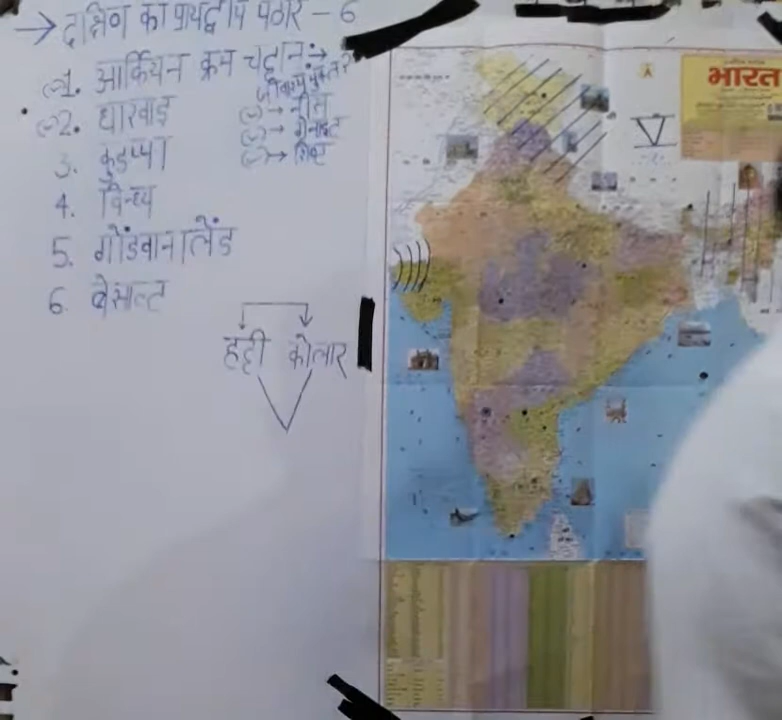 → दक्षिण का प्रायद्वीप पठार – 6
1. आर्कियन क्रम चट्टान :→
2. धारवाड़
3. कुडप्पा
4. विन्ध्य
5. गोंडवानालैंड
6. बेसाल्ट
→ नीस
→ ग्रेनाइट
→ शिस्ट
हट्टी कोलार
भारत